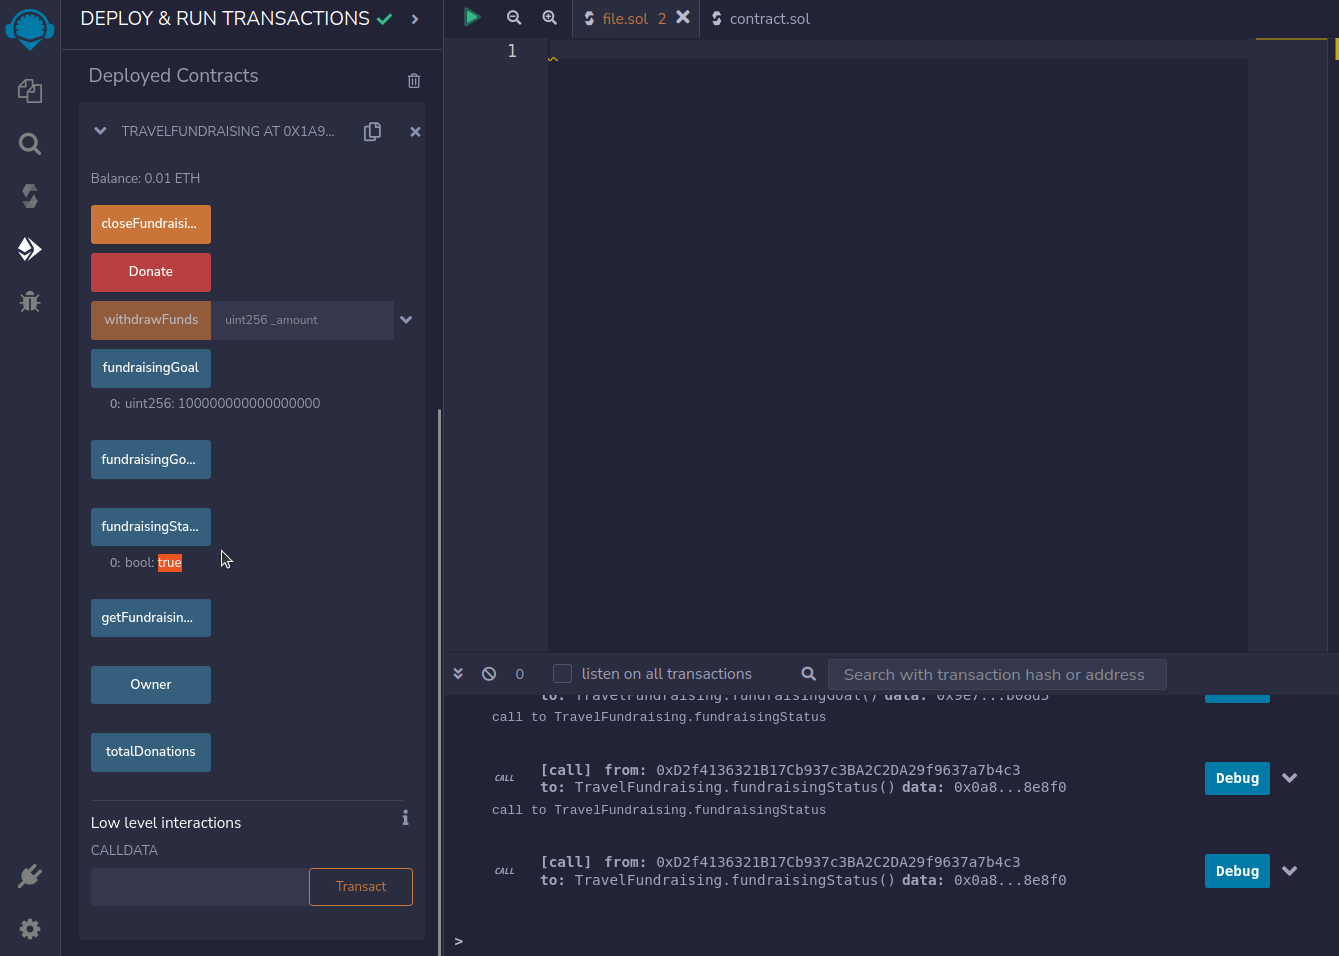 DEPLOY & RUN TRANSACTIONS
file.sol 2
contract.sol
Deployed Contracts
1
TRAVELFUNDRAISING AT 0X1A9...
Balance: 0.01 ETH
closeFundraisi...
Donate
withdrawFunds uint256 _amount
fundraisingGoal
0: uint256: 100000000000000000
fundraisingGo...
fundraisingSta...
0: bool: true
getFundraisin...
Owner
totalDonations
Low level interactions
CALLDATA
Transact
0 listen on all transactions Search with transaction hash or address
to: TravelFundraising.fundraisingGoal() data: 0x9e7...b08d5
call to TravelFundraising.fundraisingStatus
CALL [call] from: 0xD2f4136321B17Cb937c3BA2C2DA29f9637a7b4c3
to: TravelFundraising.fundraisingStatus() data: 0x0a8...8e8f0
Debug
call to TravelFundraising.fundraisingStatus
CALL [call] from: 0xD2f4136321B17Cb937c3BA2C2DA29f9637a7b4c3
to: TravelFundraising.fundraisingStatus() data: 0x0a8...8e8f0
Debug
>